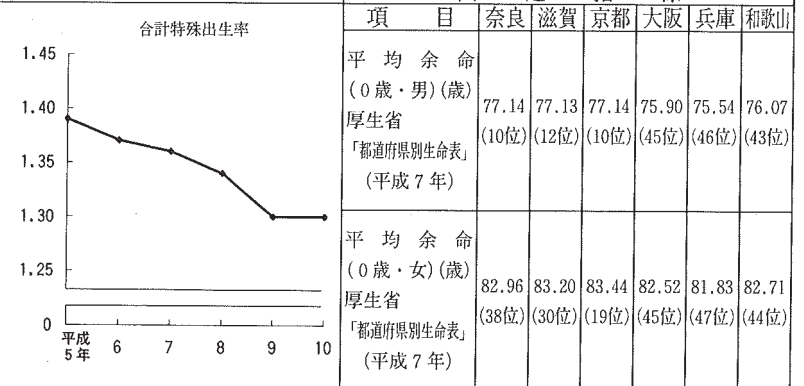 合計特殊出生率
1.45
1.40
1.35
1.30
1.25
0
平成
5年 6 7 8 9 10
項 目 奈良 滋賀 京都 大阪 兵庫 和歌山
平均余命
(0歳・男)(歳)
厚生省
「都道府県別生命表」
(平成7年)
77.14 77.13 77.14 75.90 75.54 76.07
(10位) (12位) (10位) (45位) (46位) (43位)
平均余命
(0歳・女)(歳)
厚生省
「都道府県別生命表」
(平成7年)
82.96 83.20 83.44 82.52 81.83 82.71
(38位) (30位) (19位) (45位) (47位) (44位)